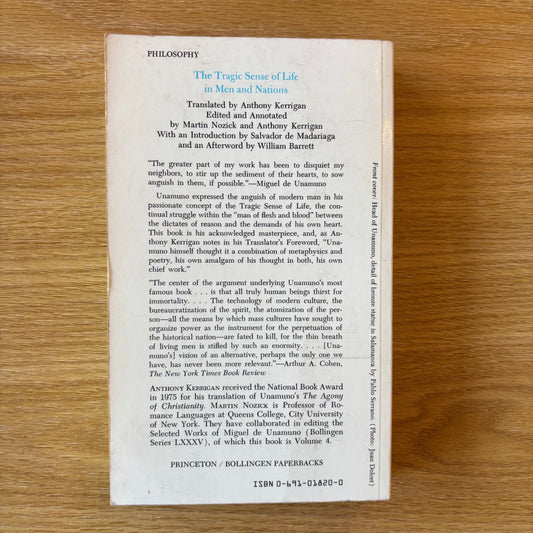 PHILOSOPHY
The Tragic Sense of Life
in Men and Nations
Translated by Anthony Kerrigan
Edited and Annotated
by Martin Nozick and Anthony Kerrigan
With an Introduction by Salvador de Madariaga
and an Afterword by William Barrett
"The greater part of my work has been to disquiet my
neighbors, to stir up the sediment of their hearts, to sow
anguish in them, if possible."—Miguel de Unamuno
Unamuno expressed the anguish of modern man in his
passionate concept of the Tragic Sense of Life, the con-
tinual struggle within the "man of flesh and blood" between
the dictates of reason and the demands of his own heart.
This book is his acknowledged masterpiece, and, as An-
thony Kerrigan notes in his Translator's Foreword, "Una-
muno himself thought it a combination of metaphysics and
poetry, his own amalgam of his thought in both, his own
chief work."
"The center of the argument underlying Unamuno's most
famous book . . . is that all truly human beings thirst for
immortality. . . . The technology of modern culture, the
bureaucratization of the spirit, the atomization of the per-
son—all the means by which mass cultures have sought to
organize power as the instrument for the perpetuation of
the historical nation—are fated to kill, for the thin breath
of living men is stifled by such an enormity. . . . [Una-
muno's] vision of an alternative, perhaps the only one we
have, has never been more relevant."—Arthur A. Cohen,
The New York Times Book Review
ANTHONY KERRIGAN received the National Book Award
in 1975 for his translation of Unamuno's The Agony
of Christianity. MARTIN NOZICK is Professor of Ro-
mance Languages at Queens College, City University
of New York. They have collaborated in editing the
Selected Works of Miguel de Unamuno (Bollingen
Series LXXXV), of which this book is Volume 4.
PRINCETON / BOLLINGEN PAPERBACKS
ISBN 0-691-01820-0
Front cover: Head of Unamuno, detail of bronze statue in Salamanca by Pablo Serrano. (Photo: Juan Dolcet)